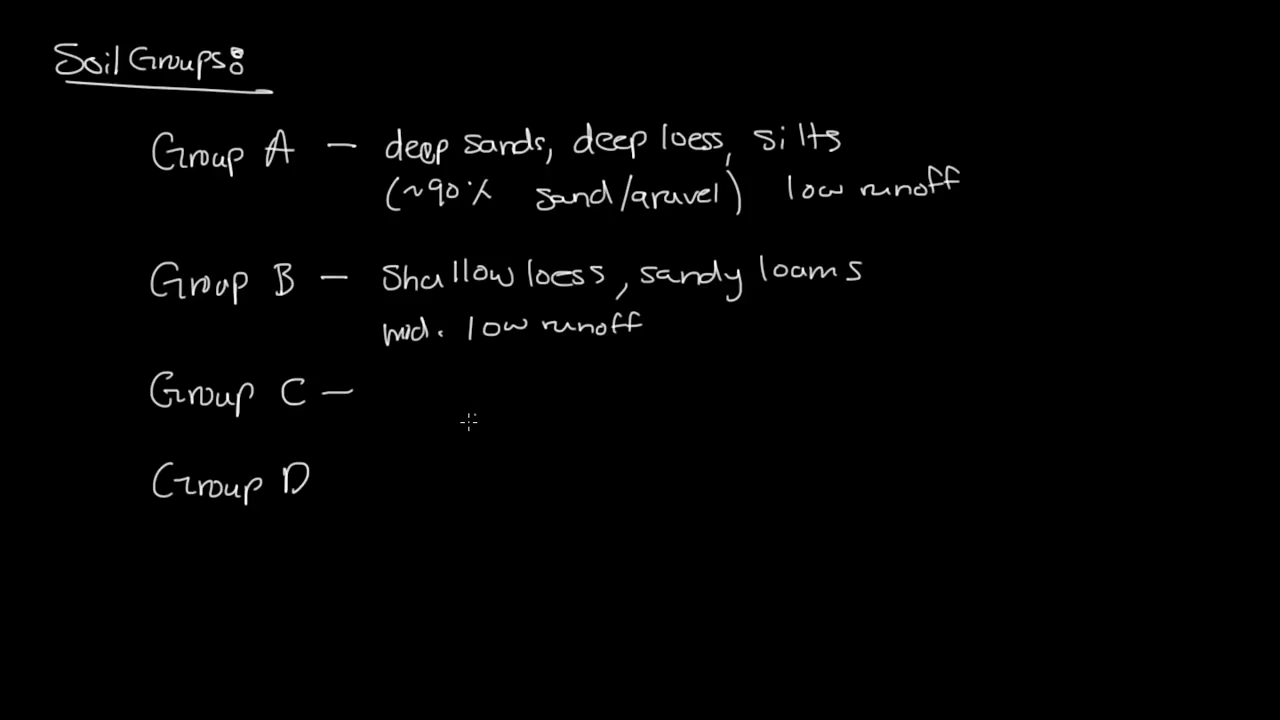 Soil Groups:
Group A - deep sands, deep loess, silts
(~90% sand/gravel) low runoff
Group B - Shallow loess, sandy loams
mod. low runoff
Group C -
Group D